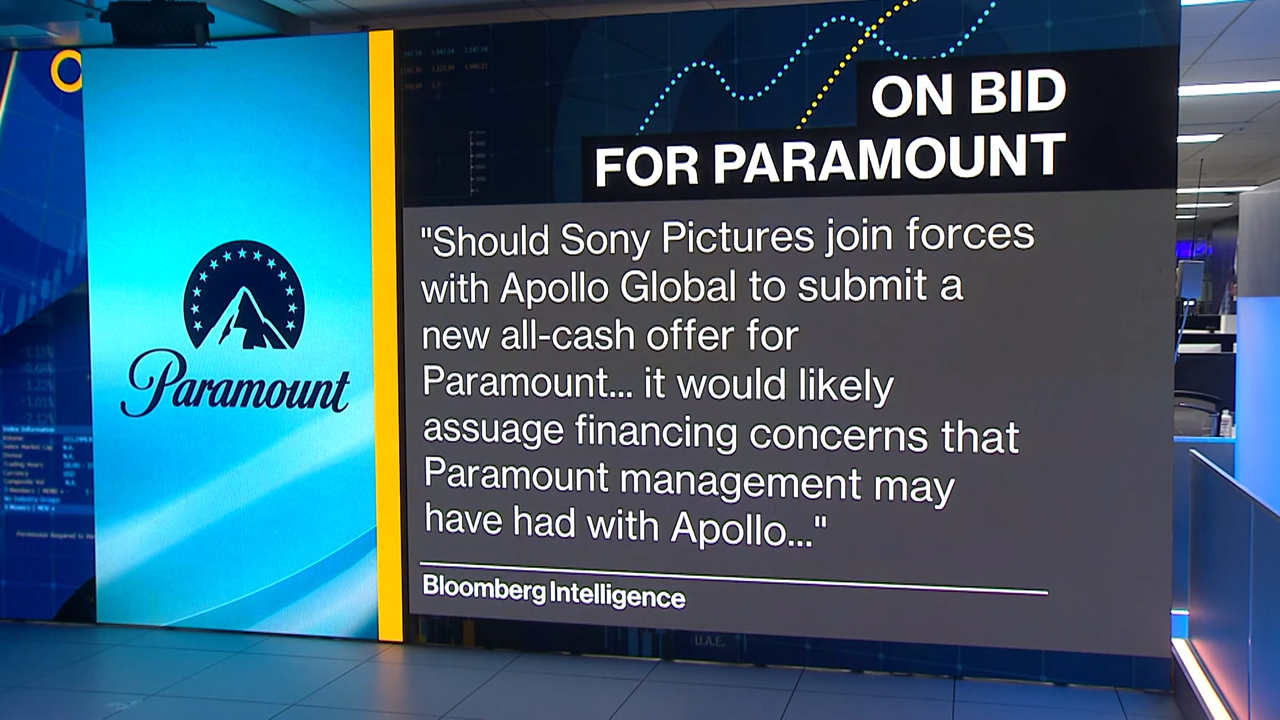 ON BID
FOR PARAMOUNT
Paramount
"Should Sony Pictures join forces
with Apollo Global to submit a
new all-cash offer for
Paramount... it would likely
assuage financing concerns that
Paramount management may
have had with Apollo..."
Bloomberg Intelligence
U.A.E.